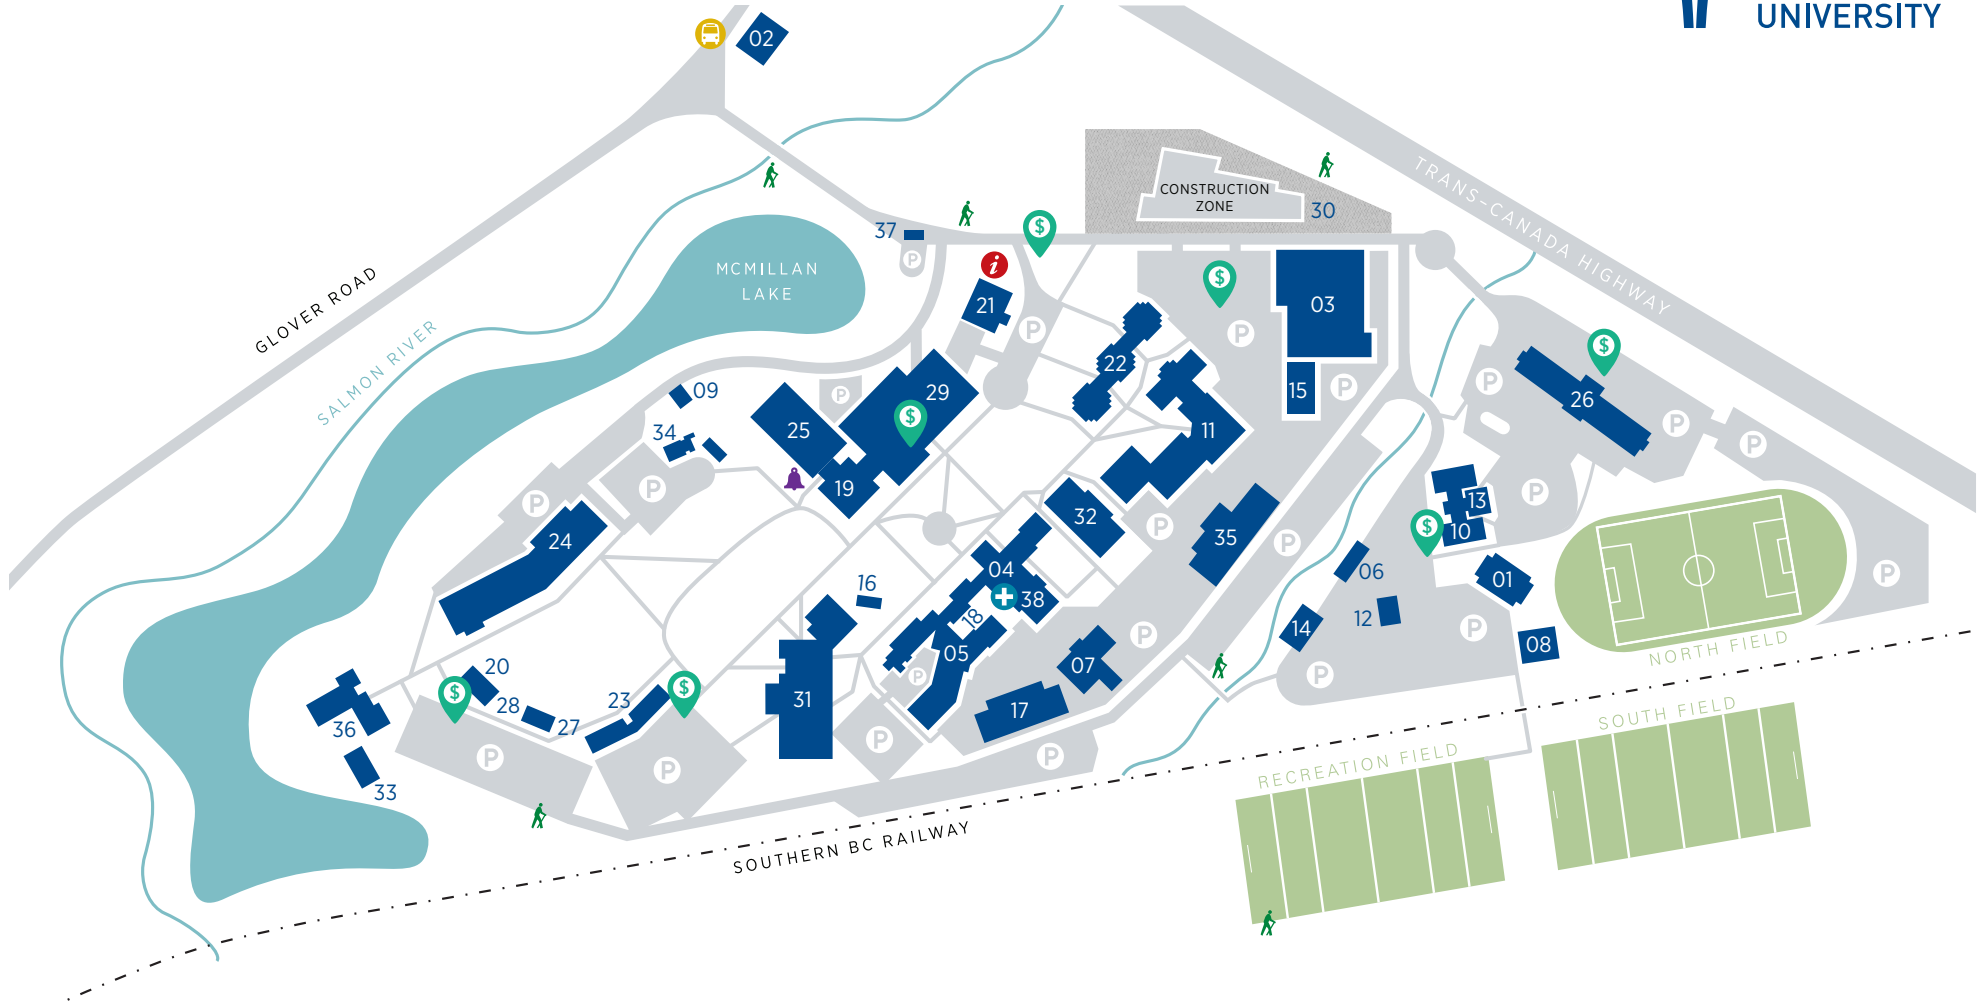 UNIVERSITY
02
GLOVER ROAD
SALMON RIVER
MCMILLAN
LAKE
37
P
i
$
CONSTRUCTION
ZONE
30
TRANS-CANADA HIGHWAY
21
P
$
P
03
22
15
P
$
26
P
P
P
09
34
25
P
29
$
11
19
P
P
24
32
P
35
P
13
10
$
P
01
06
12
14
08
P
P
P
NORTH FIELD
16
04
38
18
05
P
07
P
17
P
31
P
20
$
28
27
23
$
36
33
P
P
SOUTHERN BC RAILWAY
RECREATION FIELD
SOUTH FIELD